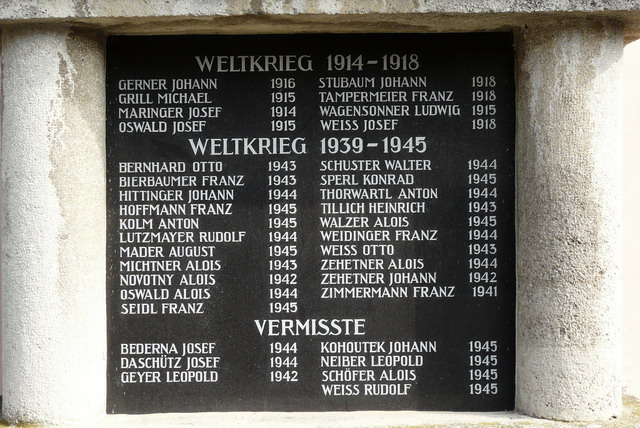 WELTKRIEG 1914-1918
GERNER JOHANN 1916
GRILL MICHAEL 1915
MARINGER JOSEF 1914
OSWALD JOSEF 1915
STUBAUM JOHANN 1918
TAMPERMEIER FRANZ 1918
WAGENSONNER LUDWIG 1915
WEISS JOSEF 1918
WELTKRIEG 1939-1945
BERNHARD OTTO 1943
BIERBAUMER FRANZ 1943
HITTINGER JOHANN 1944
HOFFMANN FRANZ 1945
KOLM ANTON 1945
LUTZMAYER RUDOLF 1944
MADER AUGUST 1945
MICHTNER ALOIS 1943
NOVOTNY ALOIS 1942
OSWALD ALOIS 1944
SEIDL FRANZ 1945
SCHUSTER WALTER 1944
SPERL KONRAD 1945
THORWARTL ANTON 1944
TILLICH HEINRICH 1943
WALZER ALOIS 1945
WEIDINGER FRANZ 1944
WEISS OTTO 1943
ZEHETNER ALOIS 1944
ZEHETNER JOHANN 1942
ZIMMERMANN FRANZ 1941
VERMISSTE
BEDERNA JOSEF 1944
DASCHÜTZ JOSEF 1944
GEYER LEOPOLD 1942
KOHOUTEK JOHANN 1945
NEIBER LEOPOLD 1945
SCHÖFER ALOIS 1945
WEISS RUDOLF 1945